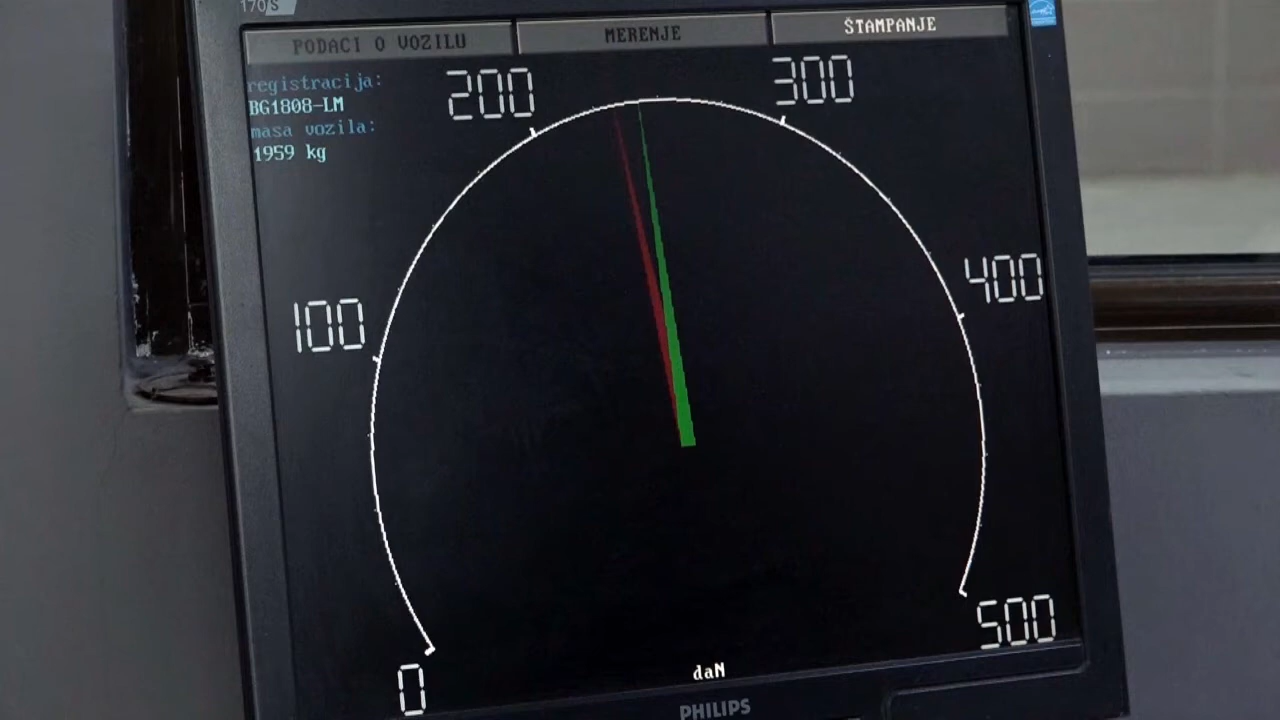 170S
PODACI O VOZILU
MERENJE
ŠTAMPANJE
registracija:
BG1808-LM
masa vozila:
1959 kg
200
300
100
400
0
500
daN
PHILIPS